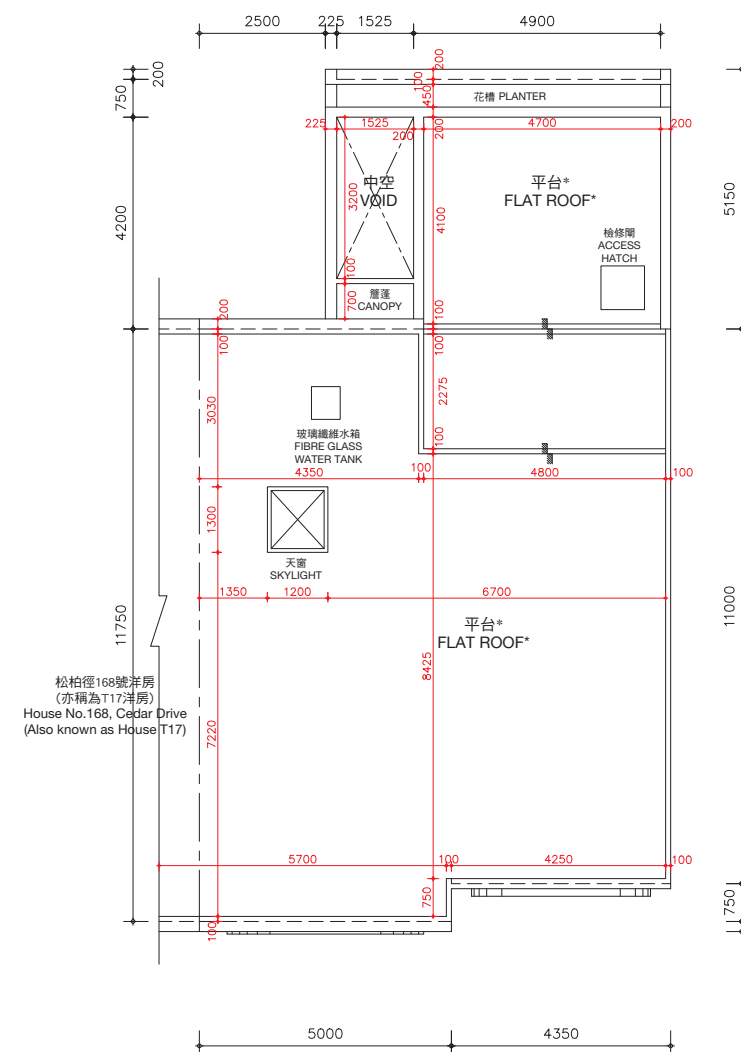 2500 225 1525 4900
200
750
200
100
450
花槽 PLANTER
225 1525 200 4700 200
200
中空
VOID
3200
平台*
FLAT ROOF*
4100
檢修閘
ACCESS
HATCH
4200
5150
100
簷蓬
CANOPY
700
200
100
100
100
3030
2275
玻璃纖維水箱
FIBRE GLASS
WATER TANK
100
4350 100 4800 100
1300
天窗
SKYLIGHT
1350 1200 6700
11750
11000
平台*
FLAT ROOF*
8425
松柏徑168號洋房
(亦稱為T17洋房)
House No.168, Cedar Drive
(Also known as House T17)
7220
5700 100 4250 100
750
750
100
5000 4350